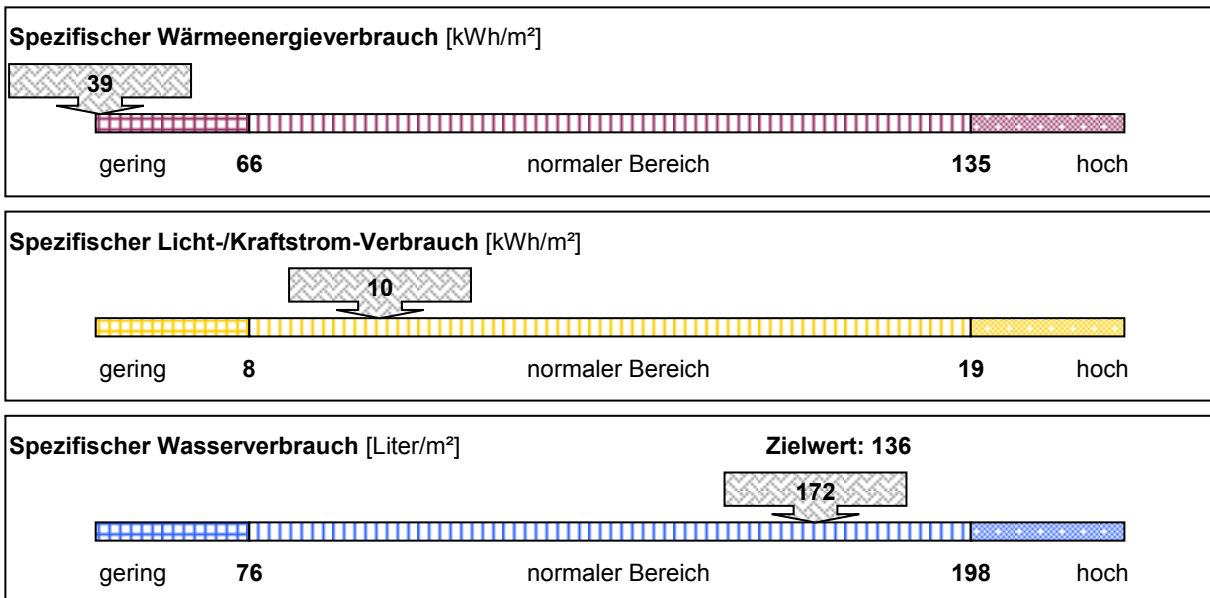 Spezifischer Wärmeenergieverbrauch [kWh/m²]
39
gering 66 normaler Bereich 135 hoch
Spezifischer Licht-/Kraftstrom-Verbrauch [kWh/m²]
10
gering 8 normaler Bereich 19 hoch
Spezifischer Wasserverbrauch [Liter/m²] Zielwert: 136
172
gering 76 normaler Bereich 198 hoch